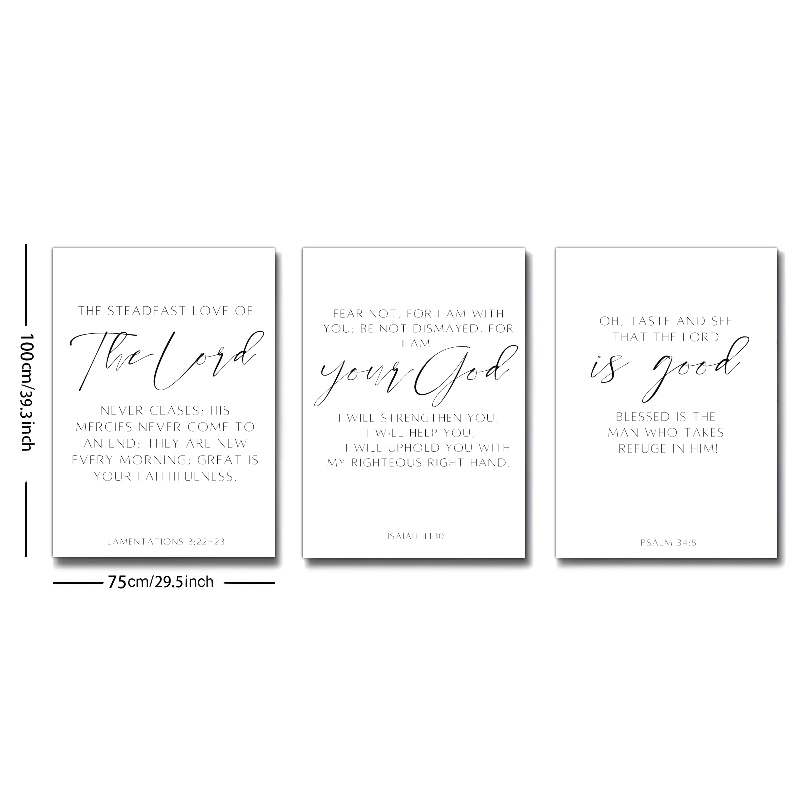 100cm/39.3inch
THE STEADFAST LOVE OF
The Lord
NEVER CEASES; HIS
MERCIES NEVER COME TO
AN END; THEY ARE NEW
EVERY MORNING; GREAT IS
YOUR FAITHFULNESS.
LAMENTATIONS 3:22-23
75cm/29.5inch
FEAR NOT, FOR I AM WITH
YOU; BE NOT DISMAYED, FOR
I AM
your God
I WILL STRENGTHEN YOU,
I WILL HELP YOU,
I WILL UPHOLD YOU WITH
MY RIGHTEOUS RIGHT HAND.
ISAIAH
OH, TASTE AND SEE
THAT THE LORD
is good
BLESSED IS THE
MAN WHO TAKES
REFUGE IN HIM!
PSALM